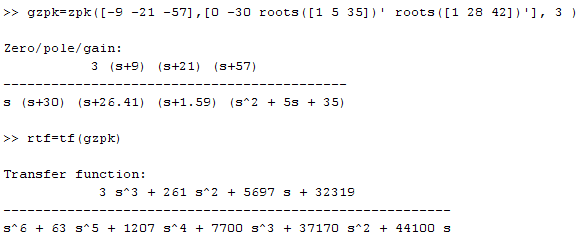 >> gzpk=zpk([-9 -21 -57],[0 -30 roots([1 5 35])' roots([1 28 42])'], 3 )
Zero/pole/gain:
3 (s+9) (s+21) (s+57)
-------------------------------------------
s (s+30) (s+26.41) (s+1.59) (s^2 + 5s + 35)
>> rtf=tf(gzpk)
Transfer function:
3 s^3 + 261 s^2 + 5697 s + 32319
--------------------------------------------------------
s^6 + 63 s^5 + 1207 s^4 + 7700 s^3 + 37170 s^2 + 44100 s